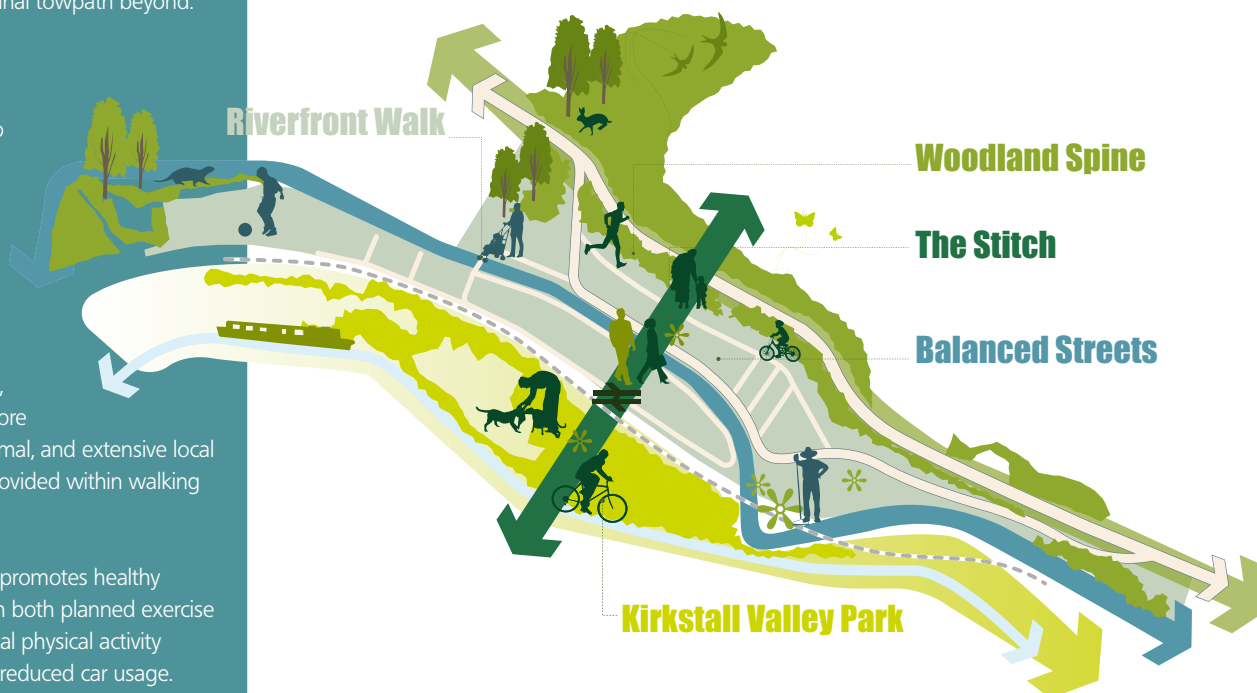 nal towpath beyond.
ore
mal, and extensive local
ovided within walking
promotes healthy
n both planned exercise
al physical activity
reduced car usage.
Riverfront Walk
Woodland Spine
The Stitch
Balanced Streets
Kirkstall Valley Park